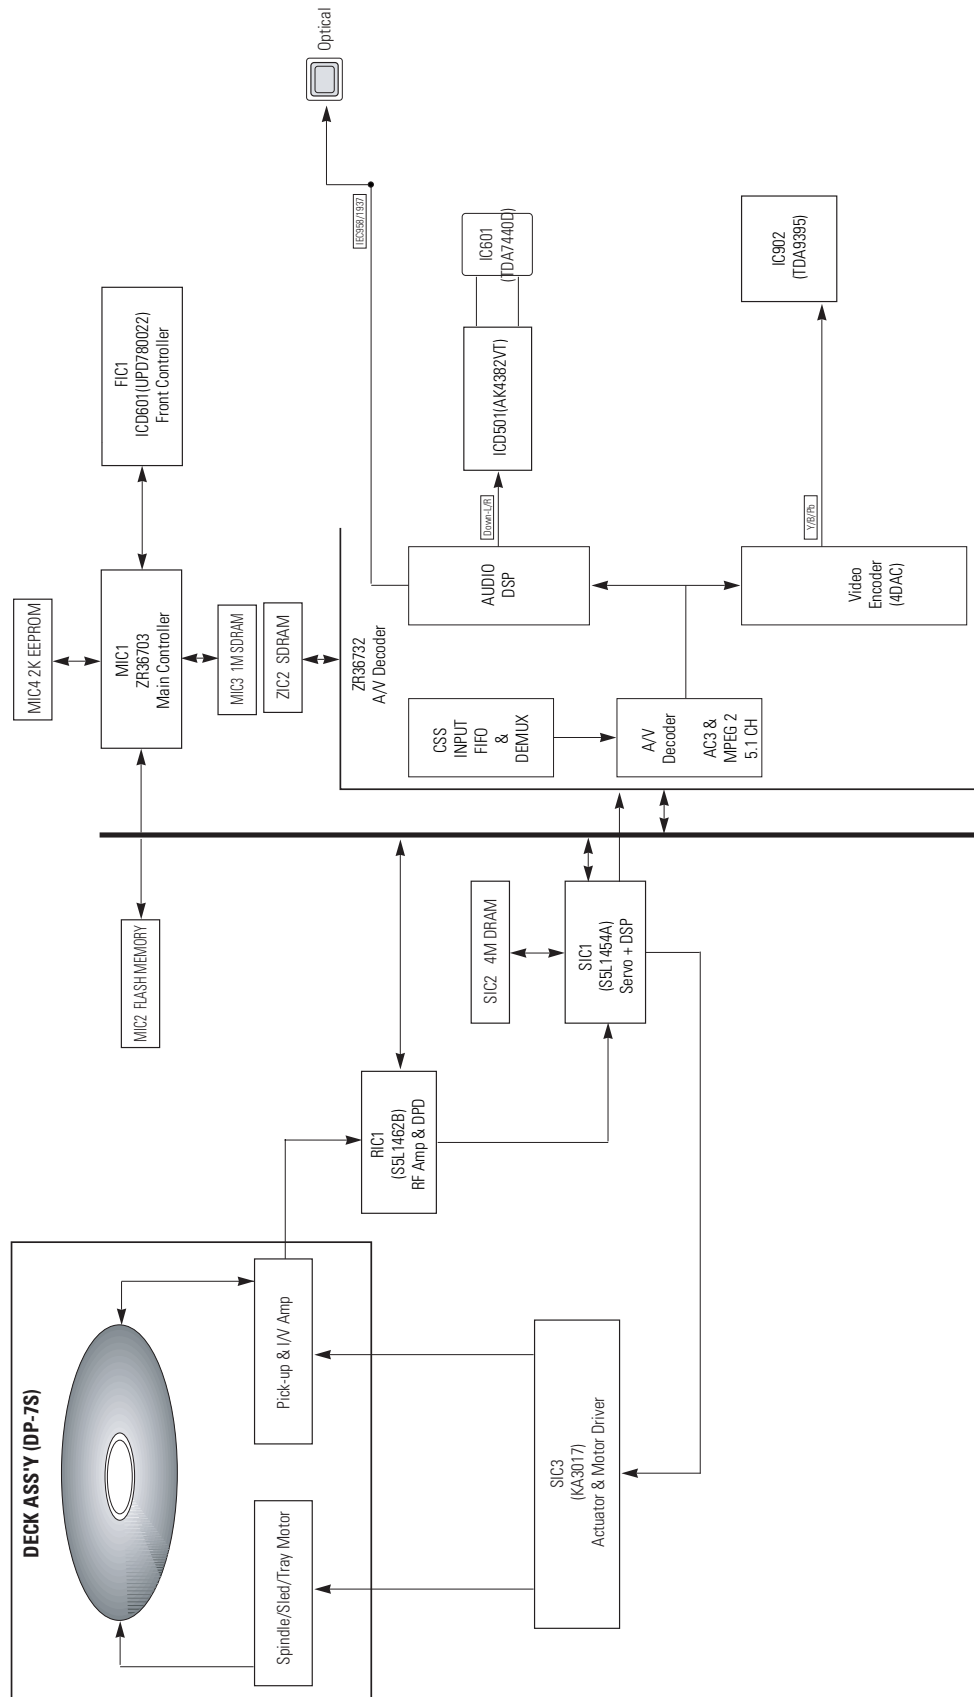 DECK ASS'Y (DP-7S)
Spindle/Sled/Tray Motor
Pick-up & I/V Amp
SIC3
(KA3017)
Actuator & Motor Driver
RIC1
(S5L1462B)
RF Amp & DPD
MIC2 FLASH MEMORY
SIC2 4M DRAM
SIC1
(S5L1454A)
Servo + DSP
MIC4 2K EEPROM
MIC1
ZR36703
Main Controller
MIC3 1M SDRAM
ZIC2 SDRAM
FIC1
ICD601(UPD780022)
Front Controller
ZR36732
A/V Decoder
CSS
INPUT
FIFO
&
DEMUX
A/V
Decoder
AC3 &
MPEG 2
5.1 CH
AUDIO
DSP
Video
Encoder
(4DAC)
Down-L/R
Y/B/Pb
ICD501(AK4382VT)
IC601
(TDA7440D)
IC902
(TDA9395)
IEC958/1937
Optical